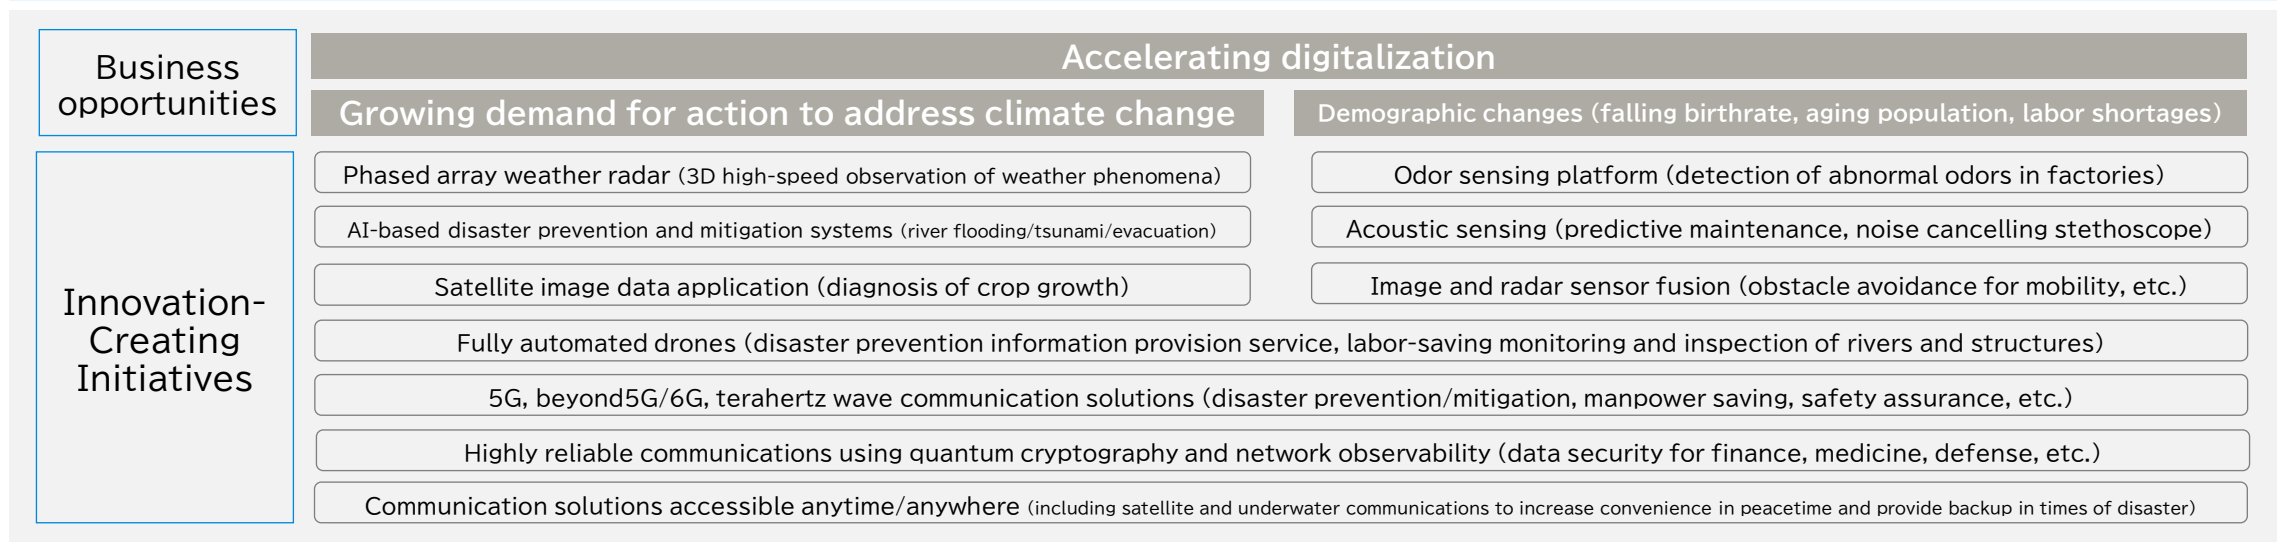 Business
opportunities
Accelerating digitalization
Growing demand for action to address climate change
Demographic changes (falling birthrate, aging population, labor shortages)
Innovation-
Creating
Initiatives
Phased array weather radar (3D high-speed observation of weather phenomena)
Odor sensing platform (detection of abnormal odors in factories)
AI-based disaster prevention and mitigation systems (river flooding/tsunami/evacuation)
Acoustic sensing (predictive maintenance, noise cancelling stethoscope)
Satellite image data application (diagnosis of crop growth)
Image and radar sensor fusion (obstacle avoidance for mobility, etc.)
Fully automated drones (disaster prevention information provision service, labor-saving monitoring and inspection of rivers and structures)
5G, beyond5G/6G, terahertz wave communication solutions (disaster prevention/mitigation, manpower saving, safety assurance, etc.)
Highly reliable communications using quantum cryptography and network observability (data security for finance, medicine, defense, etc.)
Communication solutions accessible anytime/anywhere (including satellite and underwater communications to increase convenience in peacetime and provide backup in times of disaster)